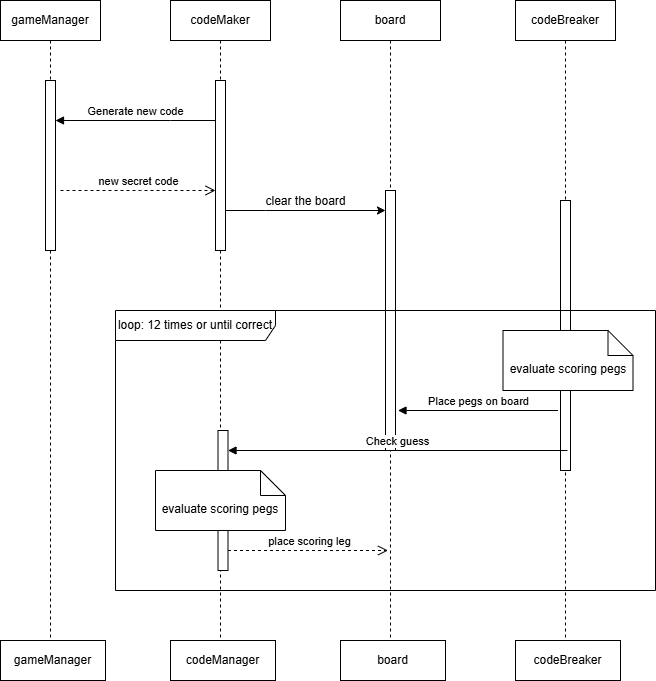 gameManager
codeMaker
board
codeBreaker
Generate new code
new secret code
clear the board
loop: 12 times or until correct
evaluate scoring pegs
Place pegs on board
Check guess
evaluate scoring pegs
place scoring leg
gameManager
codeManager
board
codeBreaker